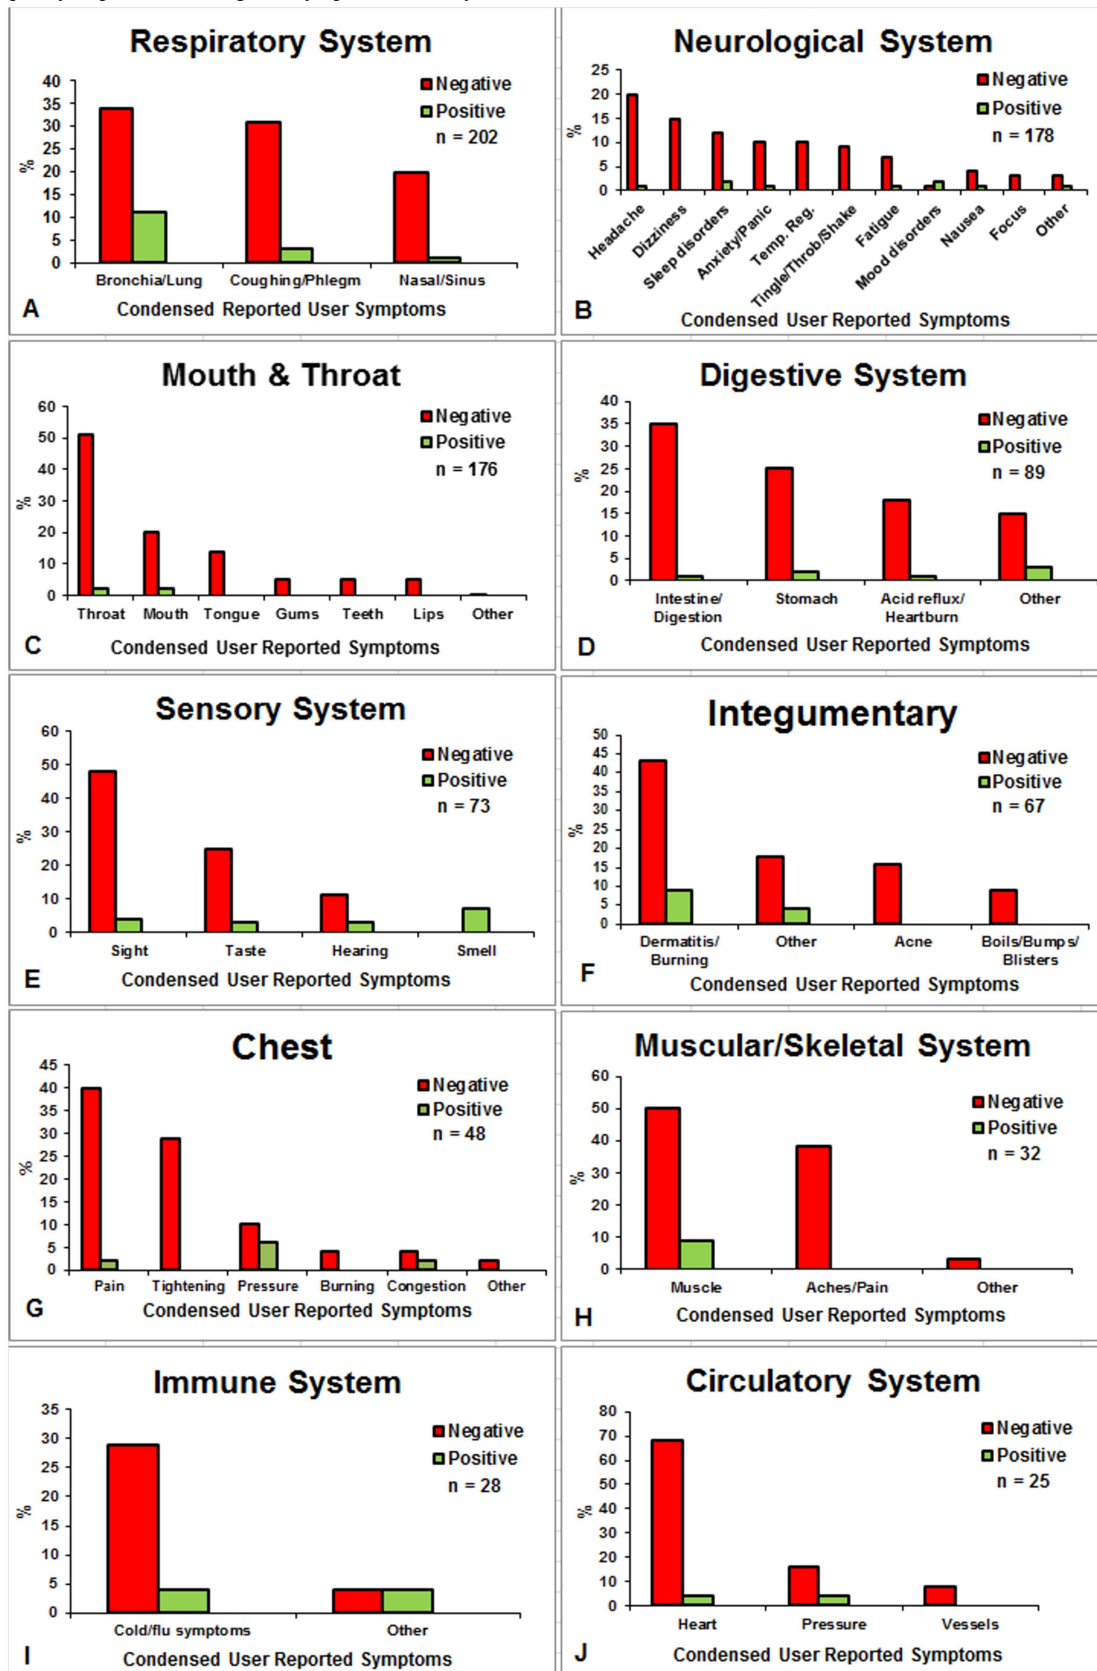 Respiratory System
40
35
30
25
20
15
10
5
0
%
Negative
Positive
n = 202
Bronchia/Lung Coughing/Phlegm Nasal/Sinus
A Condensed Reported User Symptoms
Neurological System
25
20
15
10
5
0
%
Negative
Positive
n = 178
Headache
Dizziness
Sleep disorders
Anxiety/Panic
Temp. Reg.
Tingle/Throb/Shake
Fatigue
Mood disorders
Nausea
Focus
Other
B Condensed User Reported Symptoms
Mouth & Throat
60
50
40
30
20
10
0
%
Negative
Positive
n = 176
Throat Mouth Tongue Gums Teeth Lips Other
C Condensed User Reported Symptoms
Digestive System
40
35
30
25
20
15
10
5
0
%
Negative
Positive
n = 89
Intestine/ Stomach Acid reflux/ Other
Digestion Heartburn
D Condensed User Reported Symptoms
Sensory System
60
50
40
30
20
10
0
%
Negative
Positive
n = 73
Sight Taste Hearing Smell
E Condensed User Reported Symptoms
Integumentary
50
45
40
35
30
25
20
15
10
5
0
%
Negative
Positive
n = 67
Dermatitis/ Other Acne Boils/Bumps/
Burning Blisters
F Condensed User Reported Symptoms
Chest
45
40
35
30
25
20
15
10
5
0
%
Negative
Positive
n = 48
Pain Tightening Pressure Burning Congestion Other
G Condensed User Reported Symptoms
Muscular/Skeletal System
60
50
40
30
20
10
0
%
Negative
Positive
n = 32
Muscle Aches/Pain Other
H Condensed User Reported Symptoms
Immune System
35
30
25
20
15
10
5
0
%
Negative
Positive
n = 28
Cold/flu symptoms Other
I Condensed User Reported Symptoms
Circulatory System
80
70
60
50
40
30
20
10
0
%
Negative
Positive
n = 25
Heart Pressure Vessels
J Condensed User Reported Symptoms